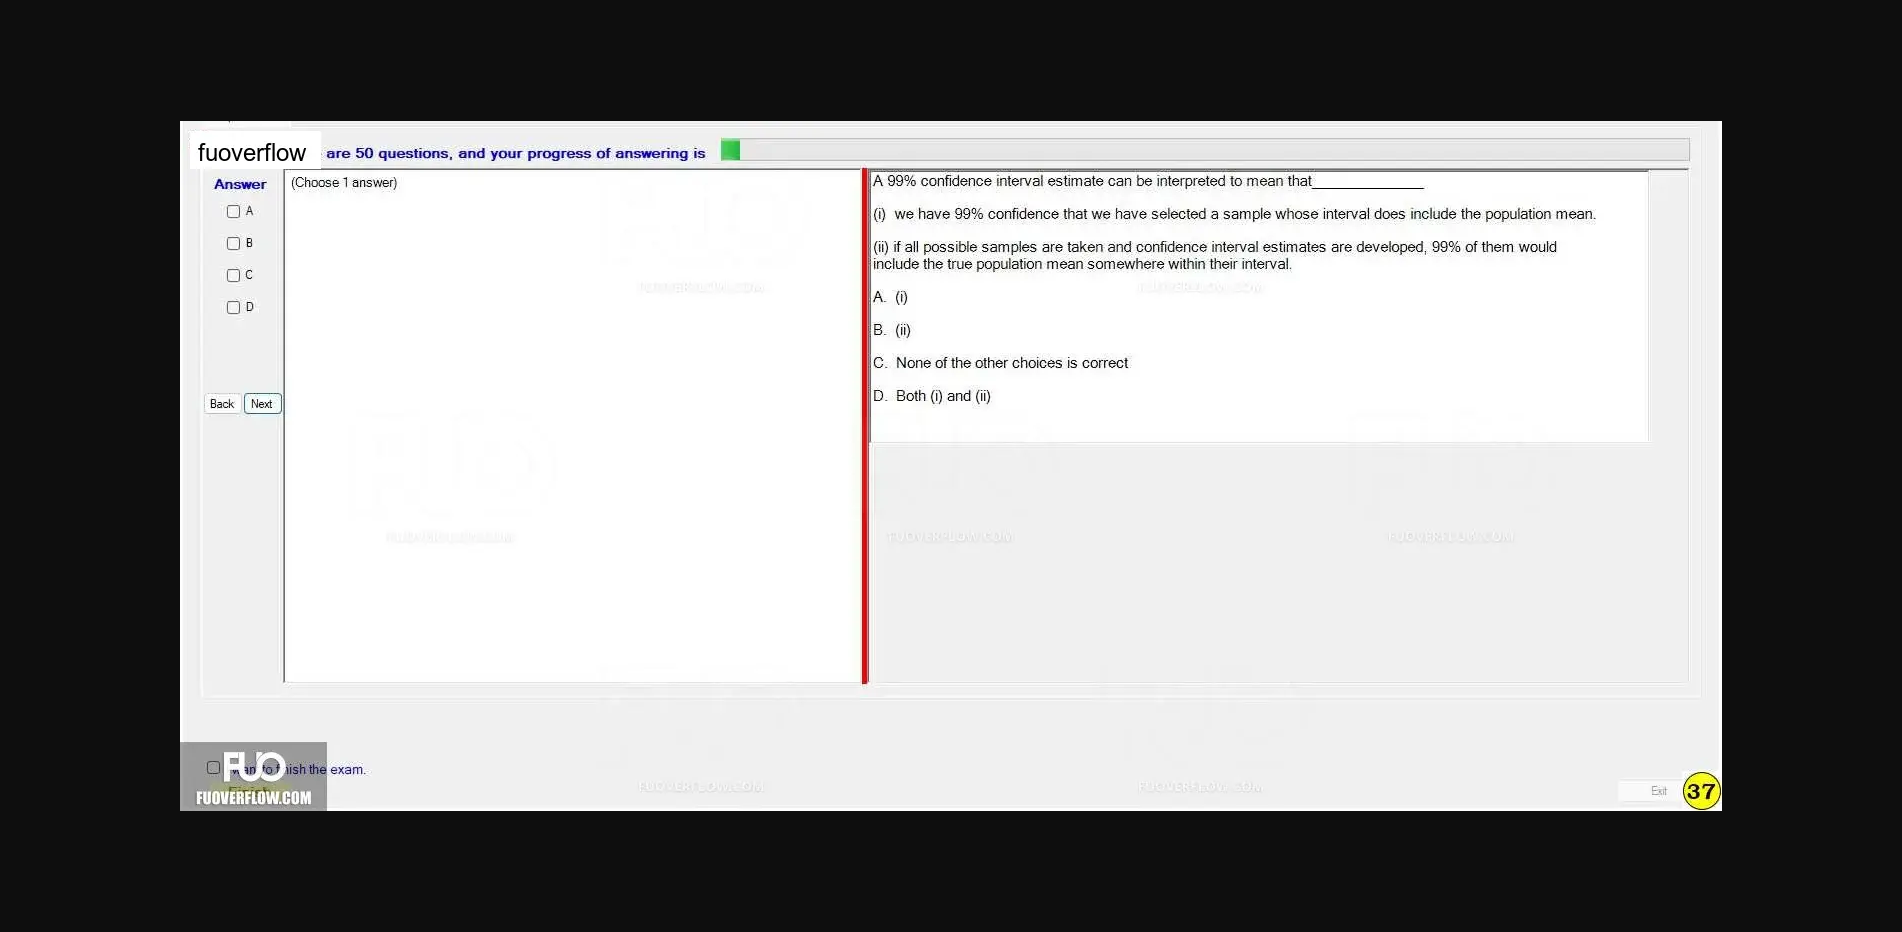 fuoverflow are 50 questions, and your progress of answering is
Answer
(Choose 1 answer)
A
B
C
D
Back Next
A 99% confidence interval estimate can be interpreted to mean that______________
(i) we have 99% confidence that we have selected a sample whose interval does include the population mean.
(ii) if all possible samples are taken and confidence interval estimates are developed, 99% of them would
include the true population mean somewhere within their interval.
A. (i)
B. (ii)
C. None of the other choices is correct
D. Both (i) and (ii)
FUOVERFLOW.COM
FUOVERFLOW.COM
FUOVERFLOW.COM
FUOVERFLOW.COM
FUOVERFLOW.COM
FUO
the exam.
FUOVERFLOW.COM
FUOVERFLOW.COM
FUOVERFLOW.COM
Exit
37